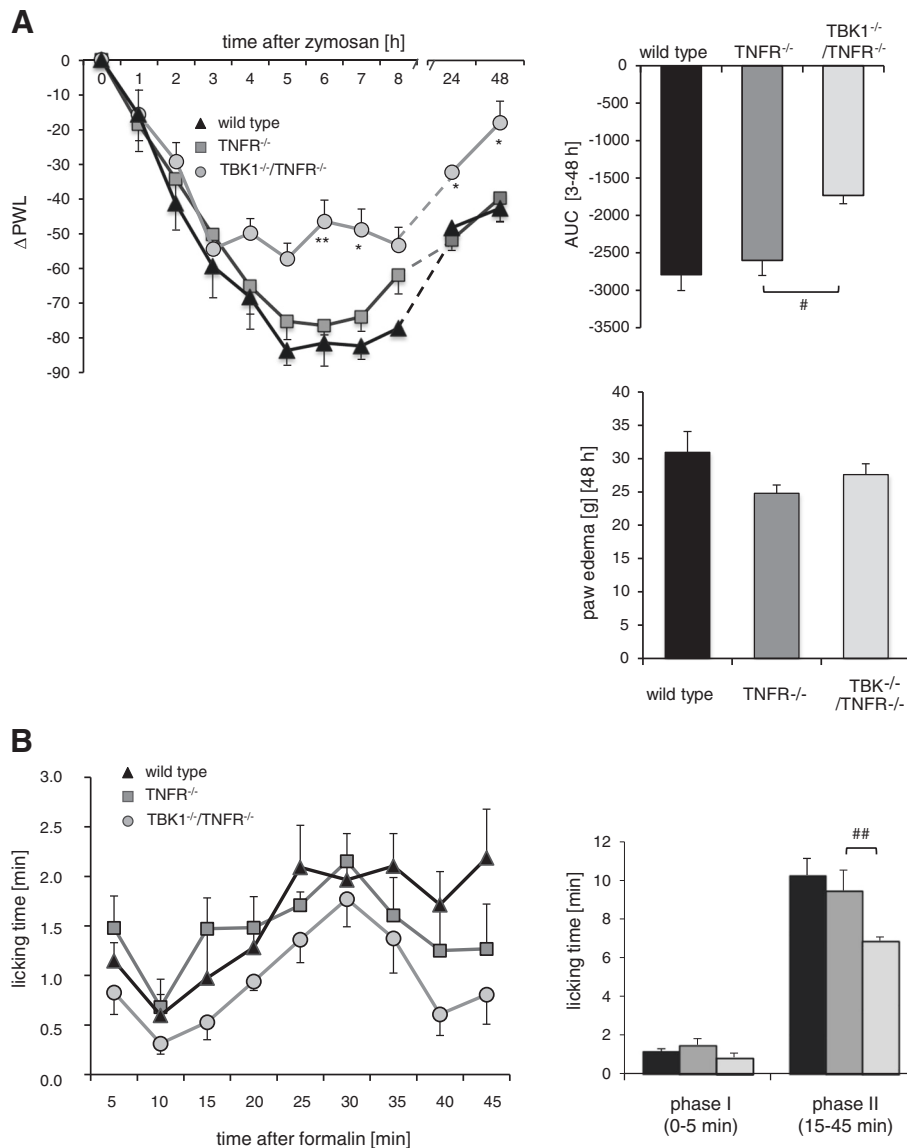 A
time after zymosan [h]
0 1 2 3 4 5 6 7 8 24 48
0
-10
-20
-30
-40
-50
-60
-70
-80
-90
ΔPWL
wild type
TNFR-/-
TBK1-/-/TNFR-/-
** * * *
wild type TNFR-/- TBK1-/-
/TNFR-/-
0
-500
-1000
-1500
-2000
-2500
-3000
-3500
AUC [3-48 h]
#
40
35
30
25
20
15
10
5
0
paw edema [g] [48 h]
wild type TNFR-/- TBK-/-
/TNFR-/-
B
wild type
TNFR-/-
TBK1-/-/TNFR-/-
3.0
2.5
2.0
1.5
1.0
0.5
0.0
licking time [min]
5 10 15 20 25 30 35 40 45
time after formalin [min]
12
10
8
6
4
2
0
licking time [min]
##
phase I phase II
(0-5 min) (15-45 min)